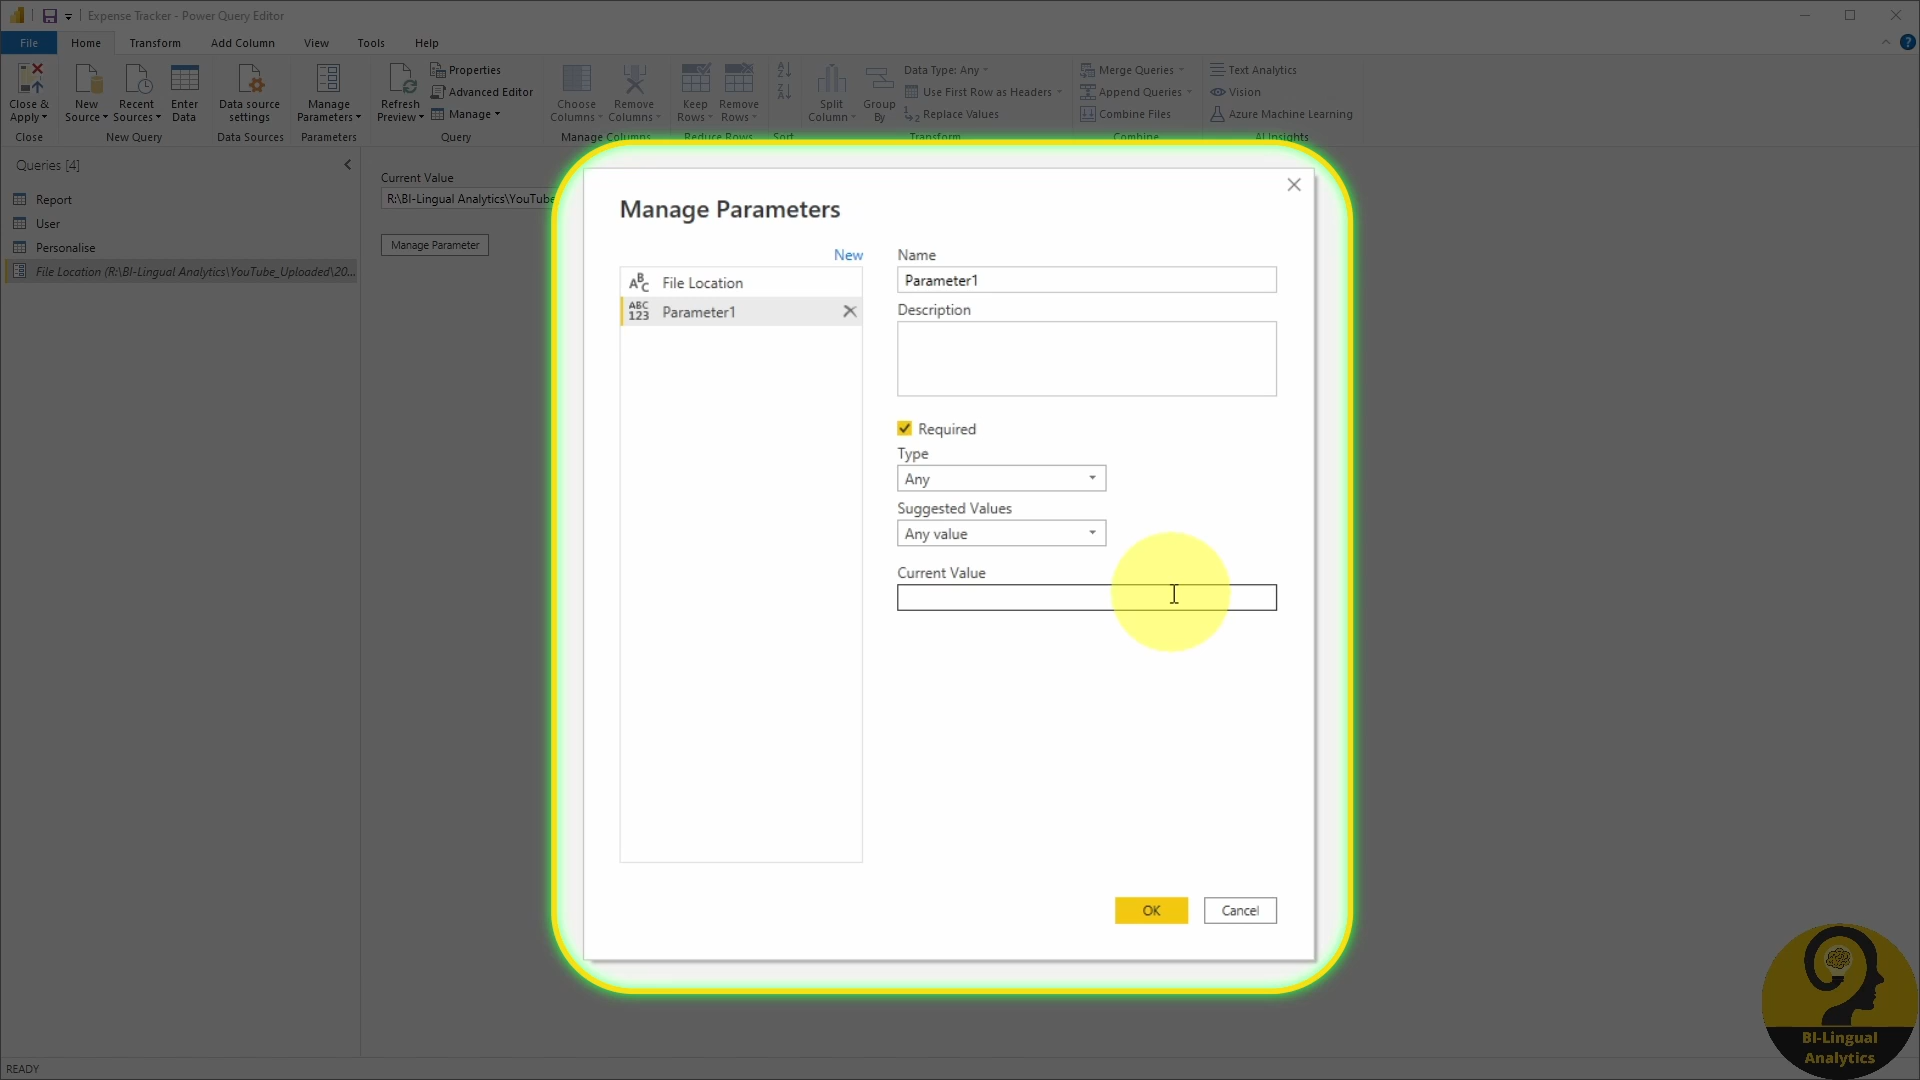 Expense Tracker - Power Query Editor
File
Home
Transform
Add Column
View
Tools
Help
Close & Apply
New Source
Recent Sources
Enter Data
Data source settings
Manage Parameters
Refresh Preview
Properties
Advanced Editor
Manage
Choose Columns
Remove Columns
Keep Rows
Remove Rows
Split Column
Group By
Data Type: Any
Use First Row as Headers
Replace Values
Merge Queries
Append Queries
Combine Files
Text Analytics
Vision
Azure Machine Learning
Close
New Query
Data Sources
Parameters
Query
Manage Columns
Reduce Rows
Sort
Transform
Combine
AI Insights
Queries [4]
Report
User
Personalise
File Location (R:\BI-Lingual Analytics\YouTube_Uploaded\20...
Current Value
R:\BI-Lingual Analytics\YouTube
Manage Parameter
Manage Parameters
New
ABC File Location
ABC 123 Parameter1
Name
Parameter1
Description
Required
Type
Any
Suggested Values
Any value
Current Value
OK
Cancel
READY
BI-Lingual
Analytics